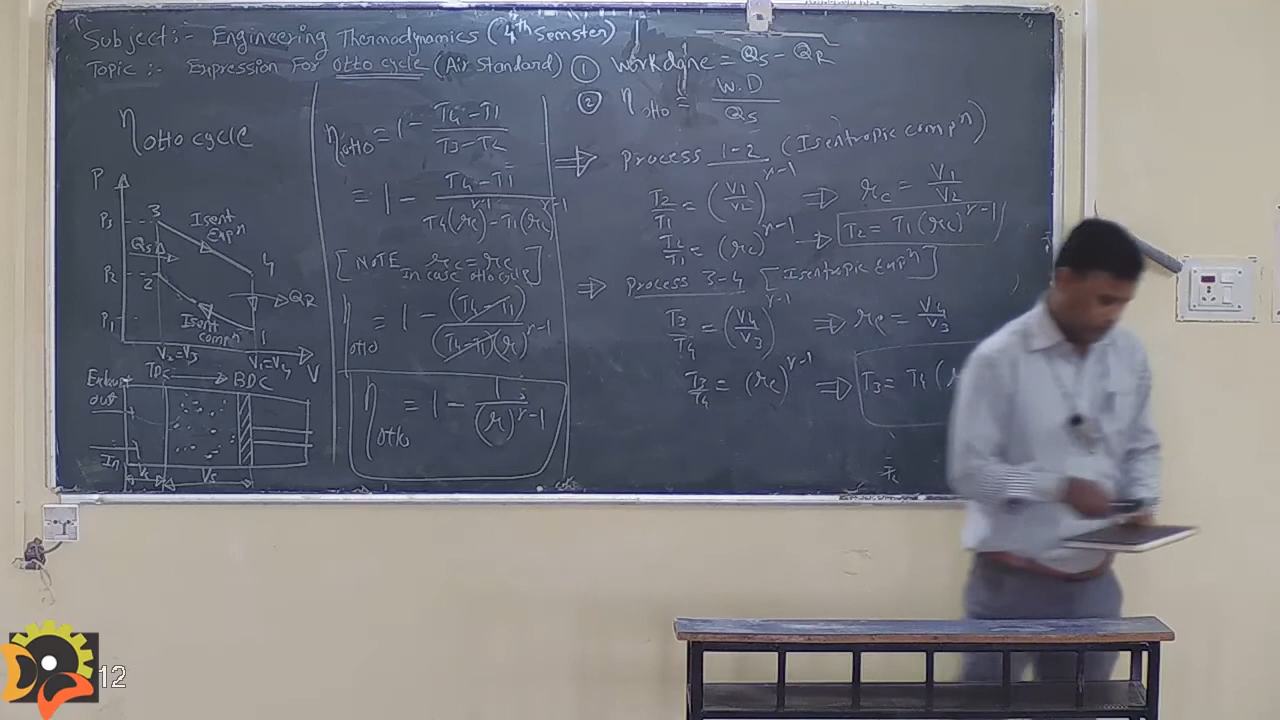 Subject:- Engineering Thermodynamics (4th Semster)
Topic:- Expression For Otto cycle (Air Standard)
① Workdone = QS - QR
② η otto = W.D / QS
η otto cycle
P
P3
P2
P1
3
Isent Expⁿ
QS
2
4
QR
Isent compⁿ
1
V2=V3
V1=V4
V
TDC
BDC
Exhaust out
In
Vs
η otto = 1 - (T4 - T1) / (T3 - T2)
= 1 - (T4 - T1) / (T4(rc)^(γ-1) - T1(rc)^(γ-1))
[NOTE re = rc
In case otto cycle]
η otto = 1 - (T4 - T1) / ((T4 - T1)(r)^(γ-1))
η otto = 1 - 1 / (r)^(γ-1)
⇒ Process 1-2 (Isentropic compⁿ)
T2/T1 = (V1/V2)^(γ-1) ⇒ rc = V1/V2
T2/T1 = (rc)^(γ-1) → T2 = T1(rc)^(γ-1)
⇒ Process 3-4 [Isentropic Expⁿ]
T3/T4 = (V4/V3)^(γ-1) ⇒ re = V4/V3
T3/T4 = (re)^(γ-1) ⇒ T3 = T4 (
12